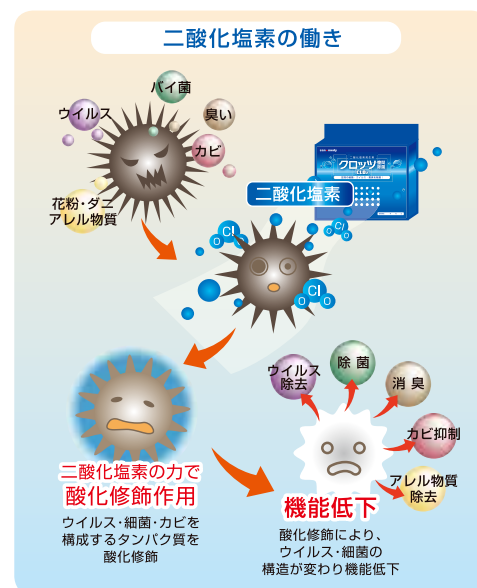 二酸化塩素の働き
バイ菌
ウイルス
臭い
カビ
花粉・ダニ
アレル物質
クロッツ
二酸化塩素
Cl
O
O
Cl
O
O
Cl
O
O
ウイルス
除去
除菌
消臭
カビ抑制
アレル物質
除去
二酸化塩素の力で
酸化修飾作用
ウイルス・細菌・カビを
構成するタンパク質を
酸化修飾
機能低下
酸化修飾により、
ウイルス・細菌の
構造が変わり機能低下